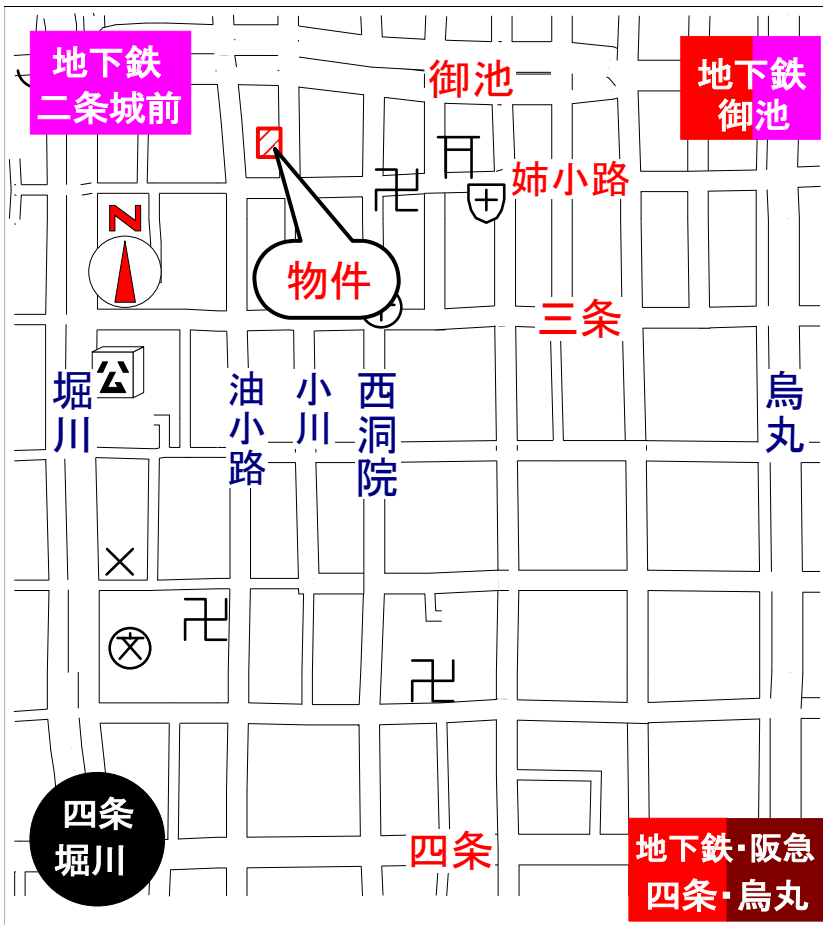 地下鉄
二条城前
御池
地下鉄
御池
姉小路
N
物件
三条
公
堀川
油小路
小川
西洞院
烏丸
文
四条
堀川
四条
地下鉄・阪急
四条・烏丸